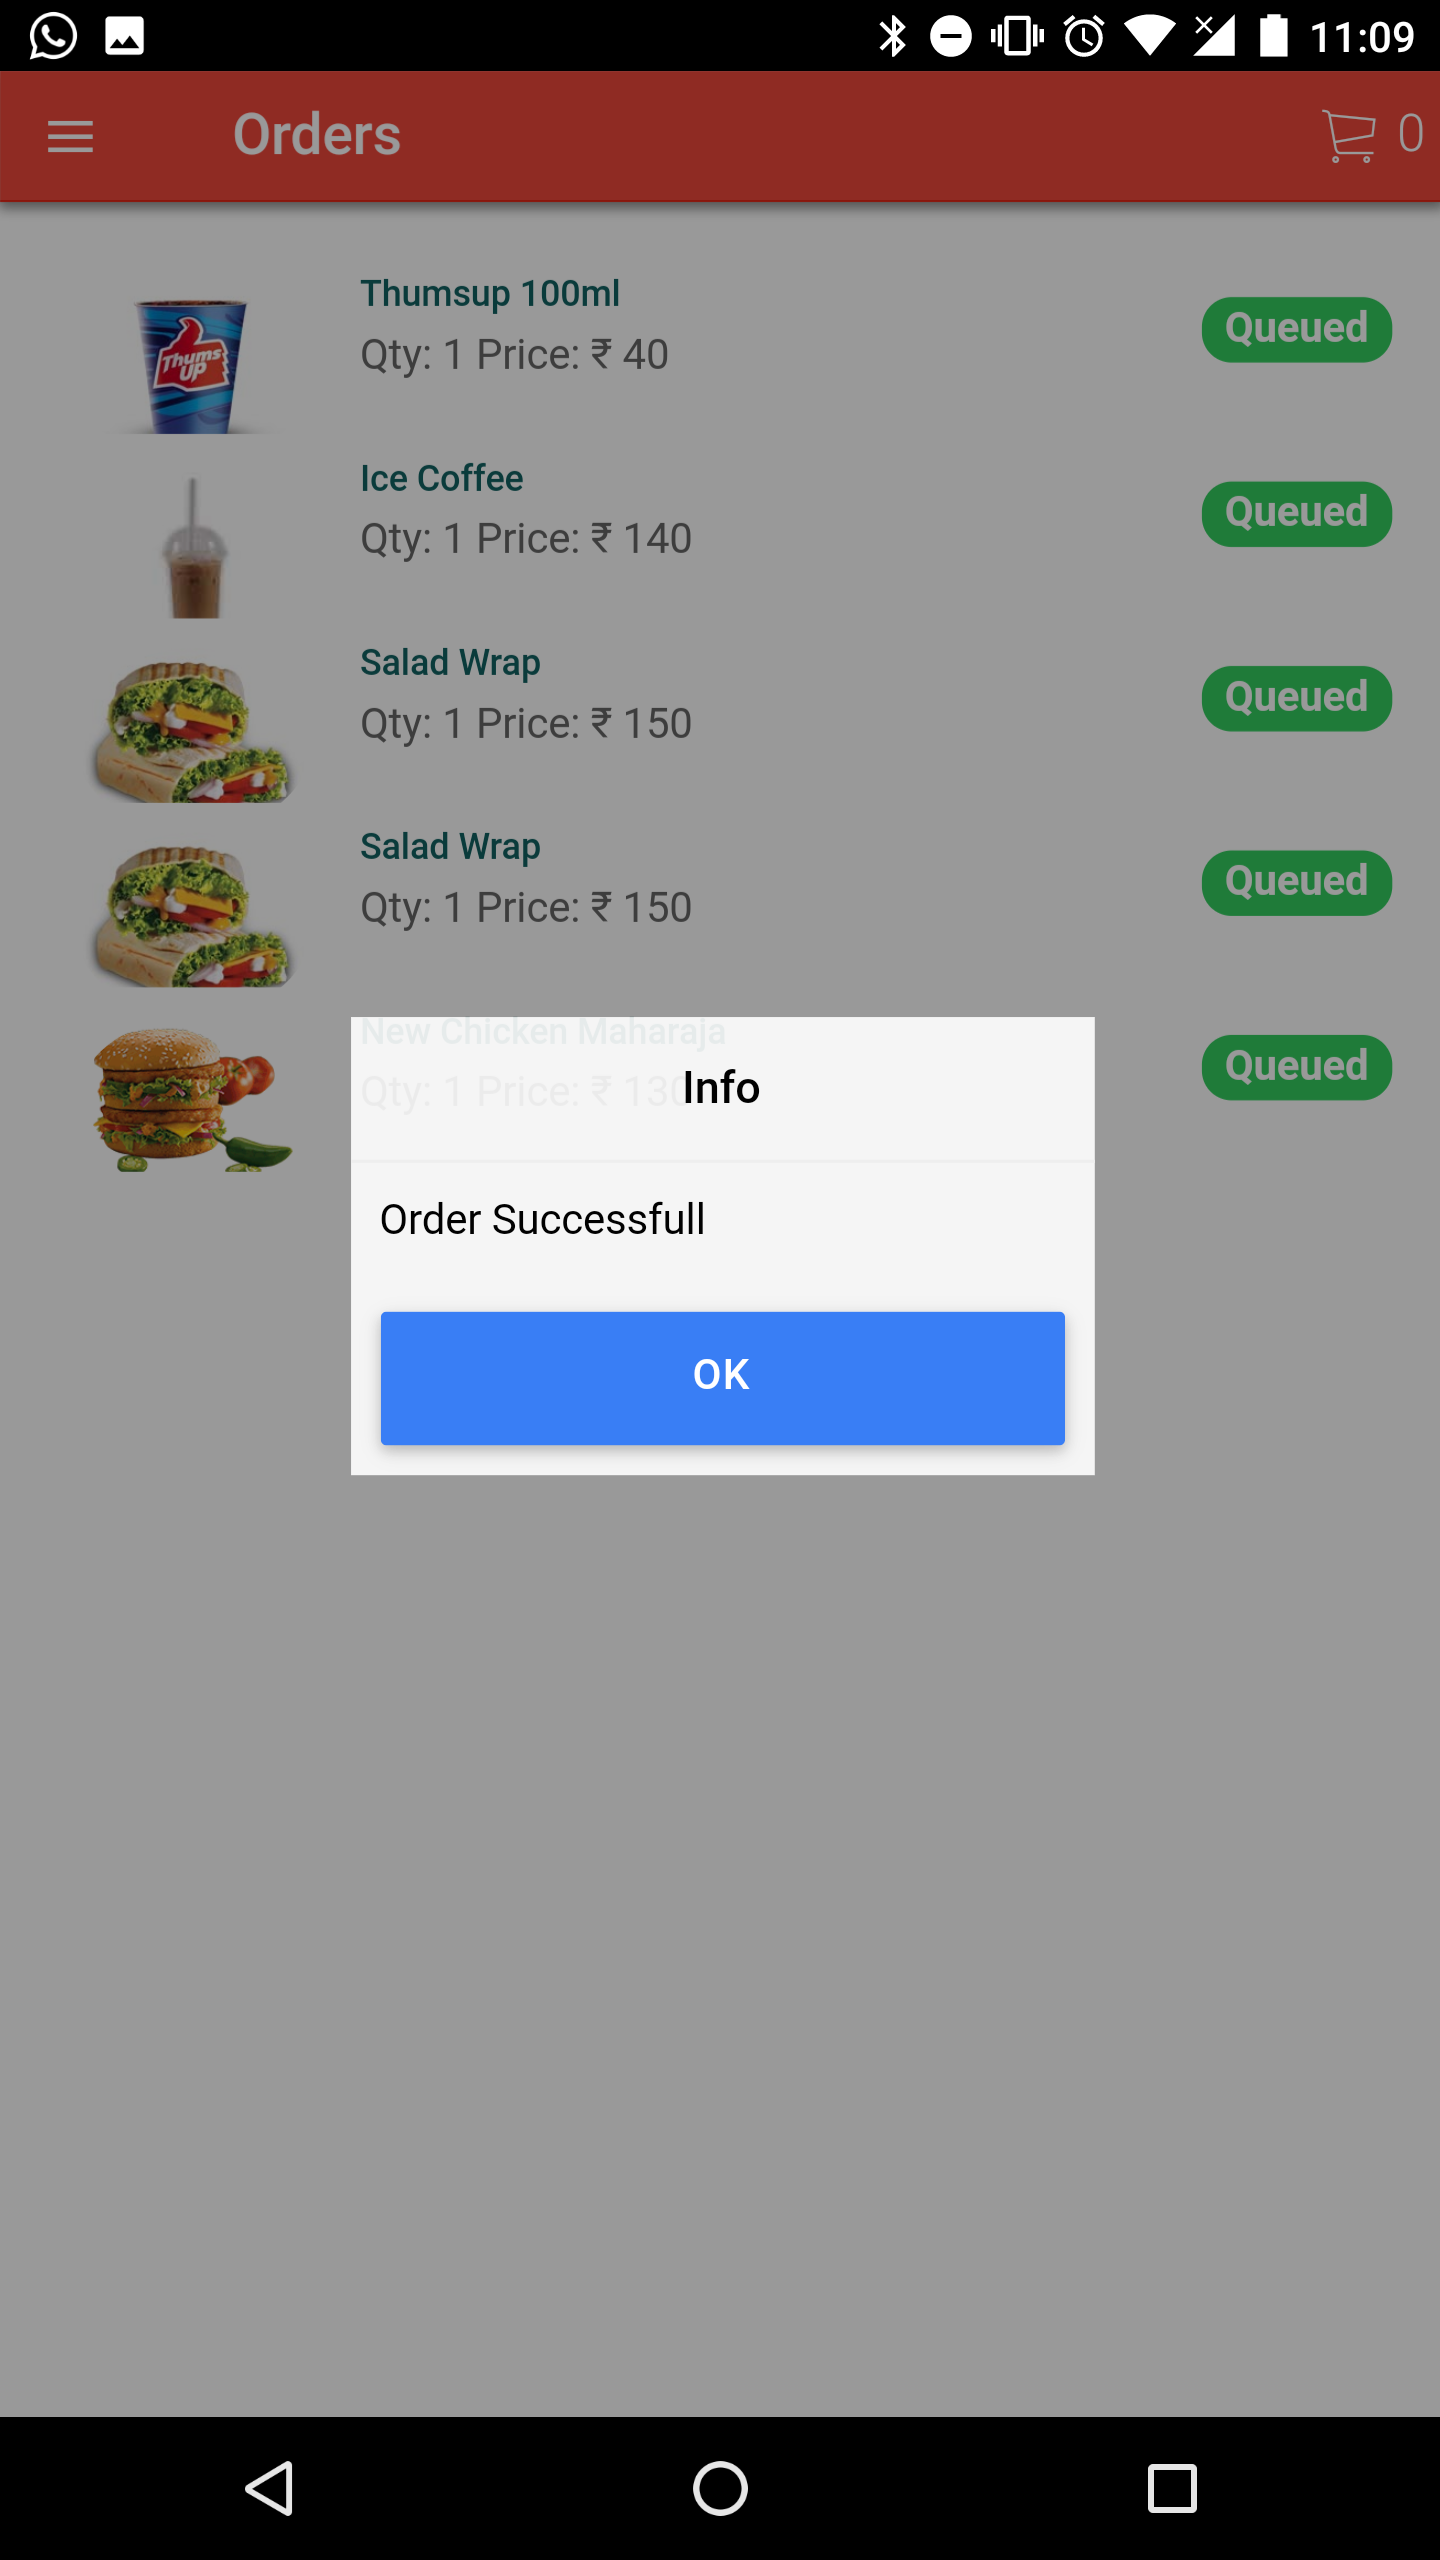 11:09
Orders
0
Thumsup 100ml
Qty: 1 Price: ₹ 40
Queued
Thums
UP
Ice Coffee
Qty: 1 Price: ₹ 140
Queued
Salad Wrap
Qty: 1 Price: ₹ 150
Queued
Salad Wrap
Qty: 1 Price: ₹ 150
Queued
New Chicken Maharaja
Qty: 1 Price: ₹ 130
Queued
Info
Order Successfull
OK